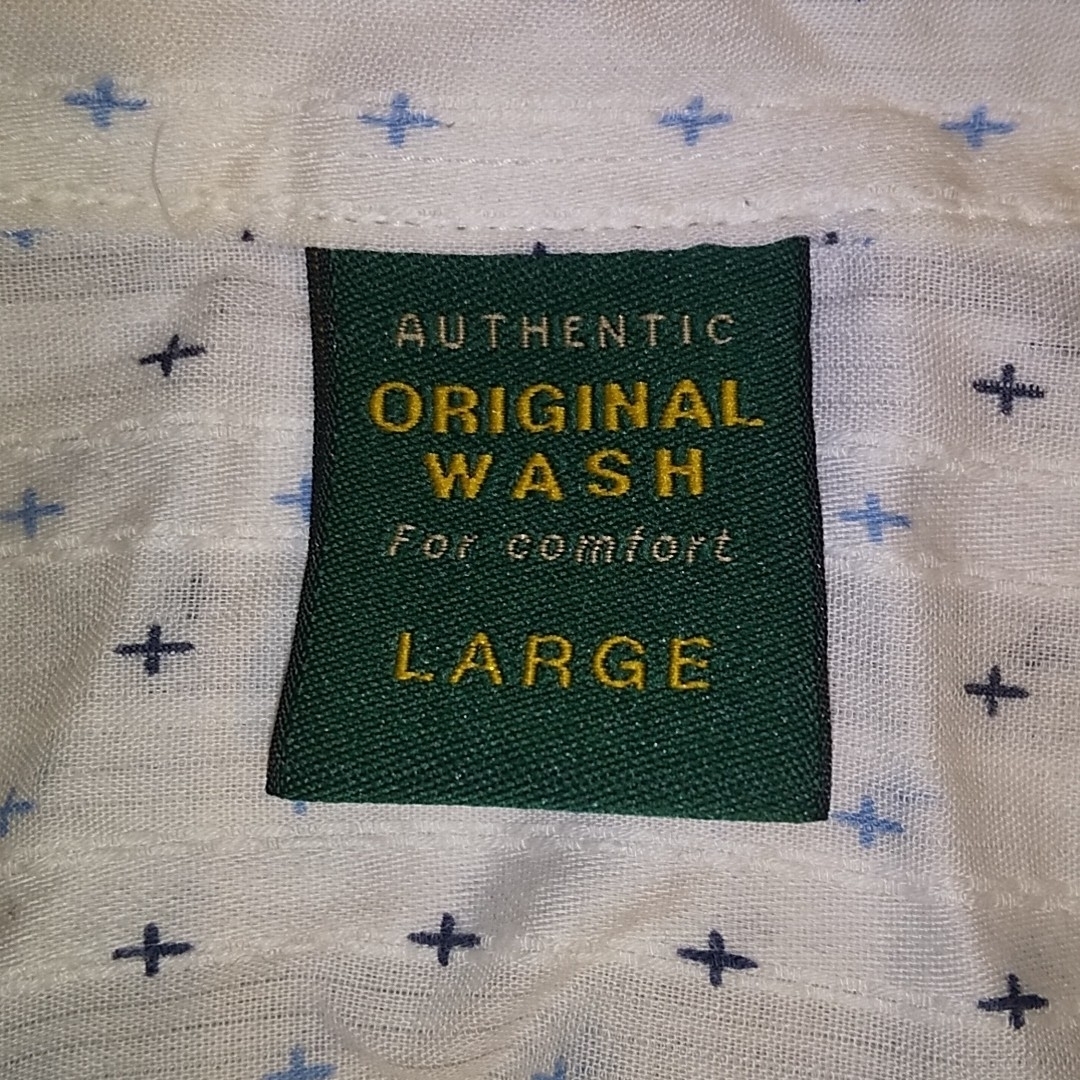 AUTHENTIC
ORIGINAL
WASH
For comfort
LARGE